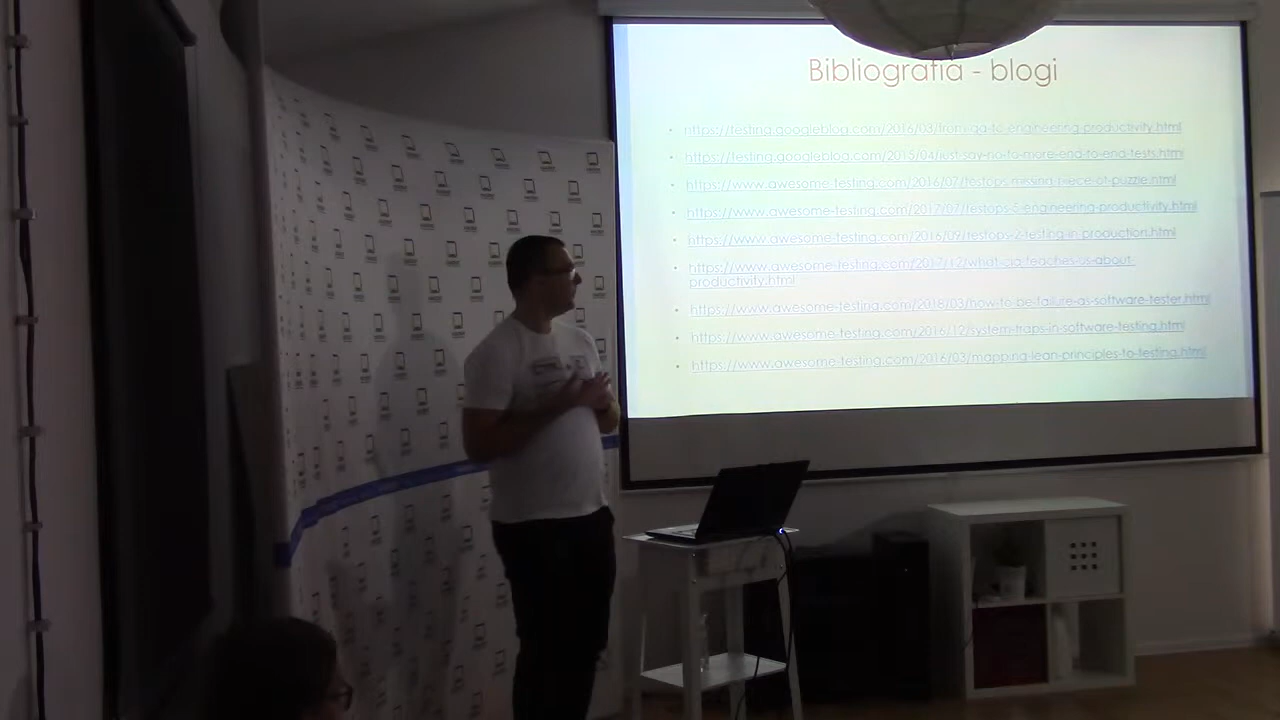 Bibliografia - blogi
https://testing.googleblog.com/2016/03/from-qa-to-engineering-productivity.html
https://testing.googleblog.com/2015/04/just-say-no-to-more-end-to-end-tests.html
https://www.awesome-testing.com/2016/07/testops-missing-piece-of-puzzle.html
https://www.awesome-testing.com/2017/07/testops-5-engineering-productivity.html
https://www.awesome-testing.com/2016/09/testops-2-testing-in-production.html
https://www.awesome-testing.com/2017/12/what-cia-teaches-us-about-
productivity.html
https://www.awesome-testing.com/2018/03/how-to-be-failure-as-software-tester.html
https://www.awesome-testing.com/2016/12/system-traps-in-software-testing.html
https://www.awesome-testing.com/2016/03/mapping-lean-principles-to-testing.html